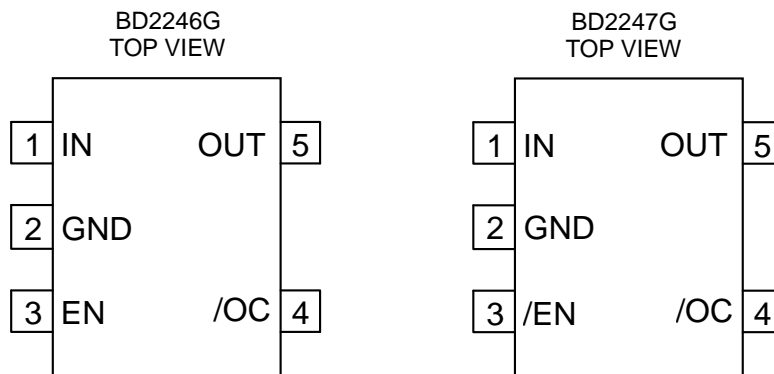 BD2246G
TOP VIEW
1 IN OUT 5
2 GND
3 EN /OC 4
BD2247G
TOP VIEW
1 IN OUT 5
2 GND
3 /EN /OC 4